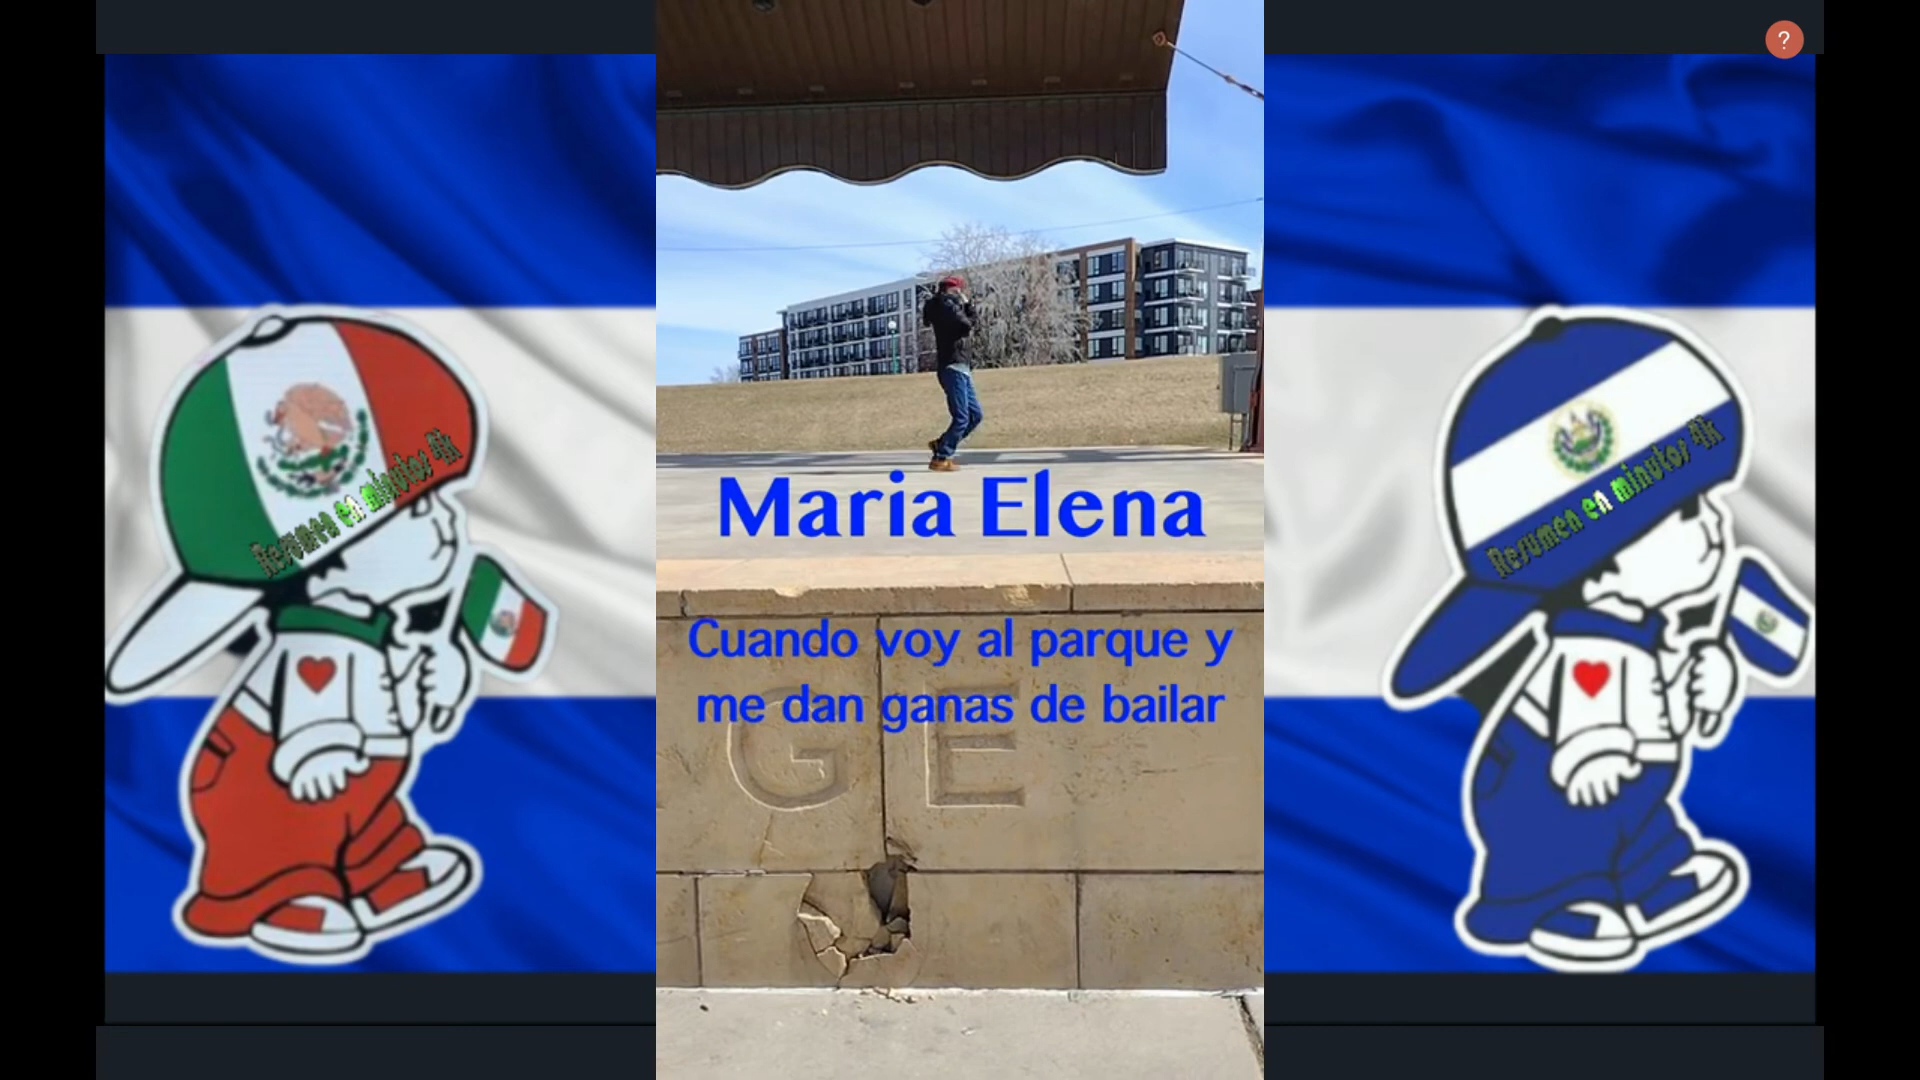 ?
Resumen en minutos 4k
Maria Elena
Cuando voy al parque y
me dan ganas de bailar
G E
Resumen en minutos 4k